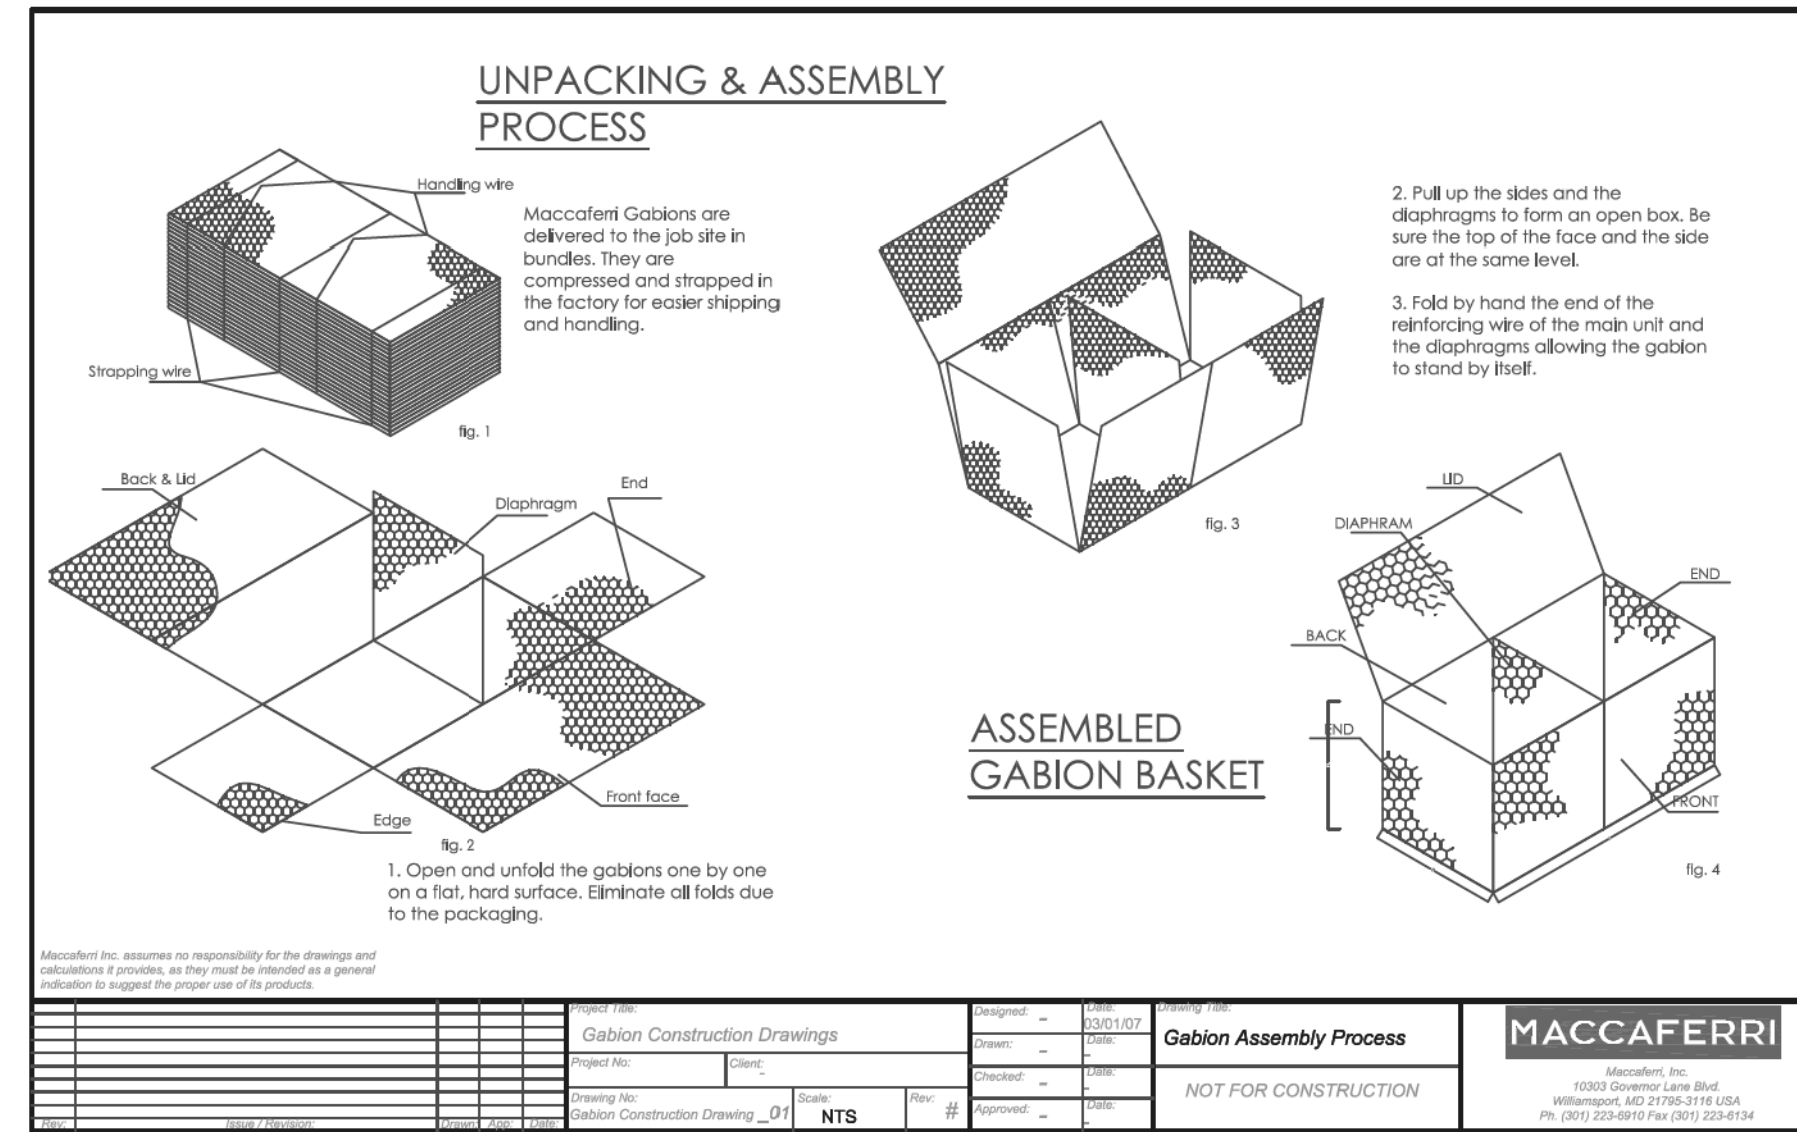 UNPACKING & ASSEMBLY
PROCESS
Handling wire
Maccaferri Gabions are
delivered to the job site in
bundles. They are
compressed and strapped in
the factory for easier shipping
and handling.
Strapping wire
fig. 1
2. Pull up the sides and the
diaphragms to form an open box. Be
sure the top of the face and the side
are at the same level.
3. Fold by hand the end of the
reinforcing wire of the main unit and
the diaphragms allowing the gabion
to stand by itself.
fig. 3
Back & Lid
Diaphragm
End
Front face
Edge
fig. 2
1. Open and unfold the gabions one by one
on a flat, hard surface. Eliminate all folds due
to the packaging.
LID
DIAPHRAM
END
BACK
END
FRONT
fig. 4
ASSEMBLED
GABION BASKET
Maccaferri Inc. assumes no responsibility for the drawings and
calculations it provides, as they must be intended as a general
indication to suggest the proper use of its products.
Rev: Issue / Revision: Drawn: App: Date:
Project Title:
Gabion Construction Drawings
Project No:
Client:
-
Drawing No:
Gabion Construction Drawing _01
Scale:
NTS
Rev:
#
Designed: -
Date:
03/01/07
Drawn: -
Date:
-
Checked: -
Date:
-
Approved: -
Date:
-
Drawing Title:
Gabion Assembly Process
NOT FOR CONSTRUCTION
MACCAFERRI
Maccaferri, Inc.
10303 Governor Lane Blvd.
Williamsport, MD 21795-3116 USA
Ph. (301) 223-6910 Fax (301) 223-6134